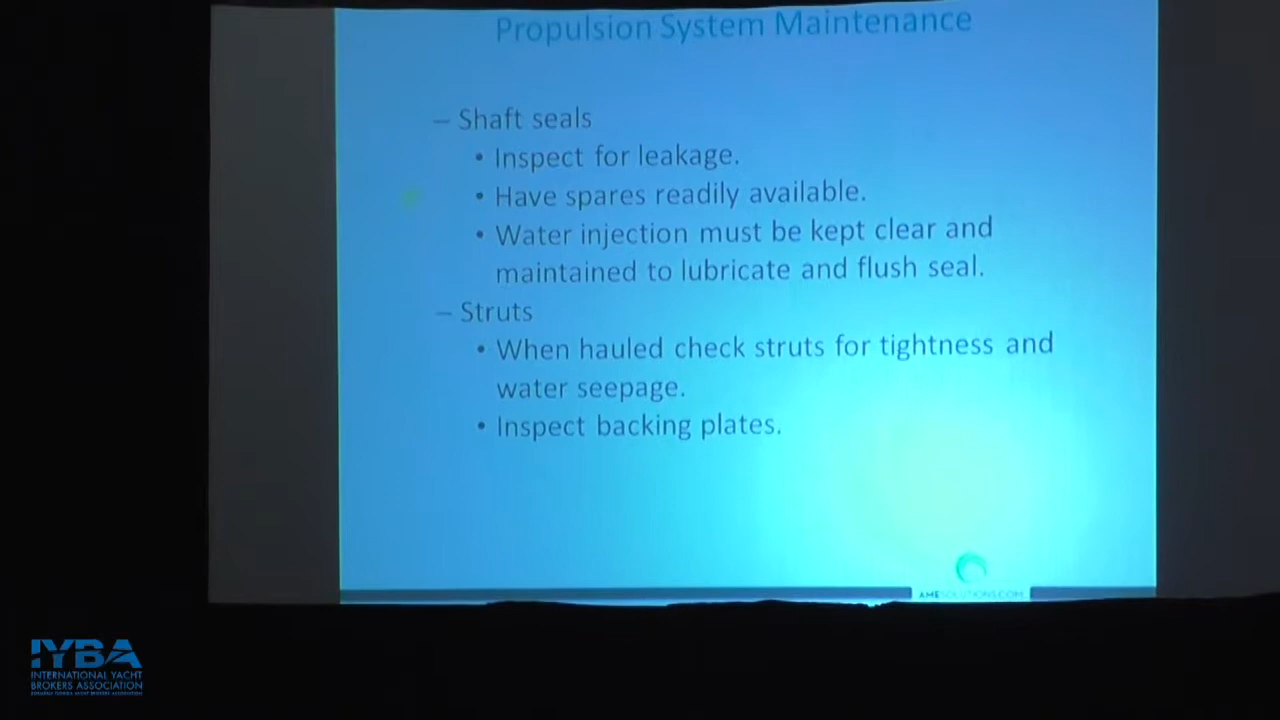 Propulsion System Maintenance
– Shaft seals
• Inspect for leakage.
• Have spares readily available.
• Water injection must be kept clear and
maintained to lubricate and flush seal.
– Struts
• When hauled check struts for tightness and
water seepage.
• Inspect backing plates.
AMESOLUTIONS.COM
IYBA
INTERNATIONAL YACHT
BROKERS ASSOCIATION